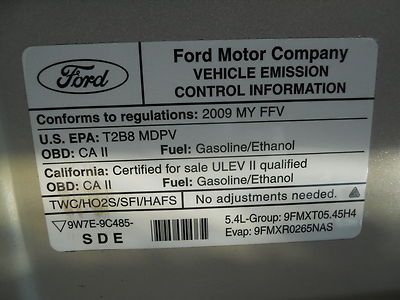 Ford
Ford Motor Company
VEHICLE EMISSION
CONTROL INFORMATION
Conforms to regulations: 2009 MY FFV
U.S. EPA: T2B8 MDPV
OBD: CA II Fuel: Gasoline/Ethanol
California: Certified for sale ULEV II qualified
OBD: CA II Fuel: Gasoline/Ethanol
TWC/HO2S/SFI/HAFS No adjustments needed.
9W7E-9C485-
SDE
5.4L-Group: 9FMXT05.45H4
Evap: 9FMXR0265NAS